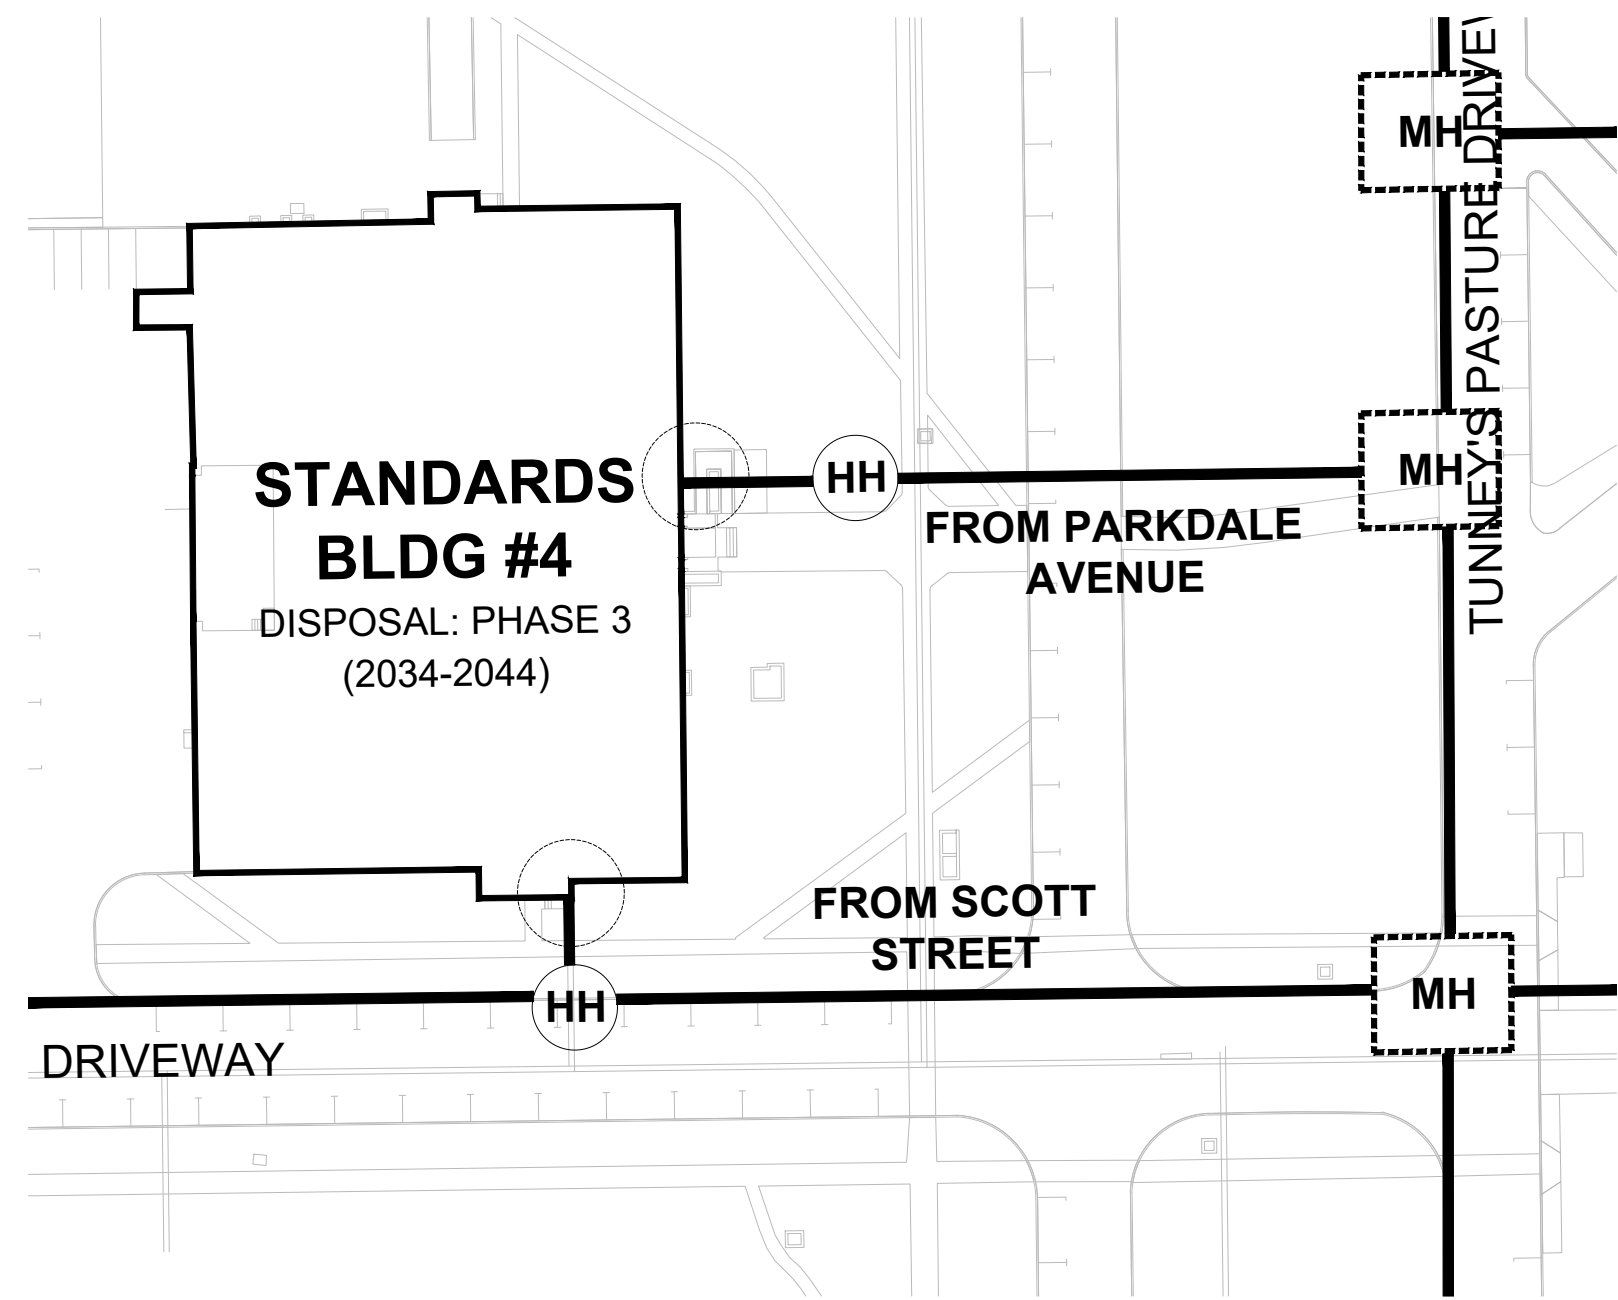 MH
TUNNEY'S PASTURE DRIVEW
STANDARDS
BLDG #4
DISPOSAL: PHASE 3
(2034-2044)
HH
MH
FROM PARKDALE
AVENUE
FROM SCOTT
STREET
HH
MH
DRIVEWAY